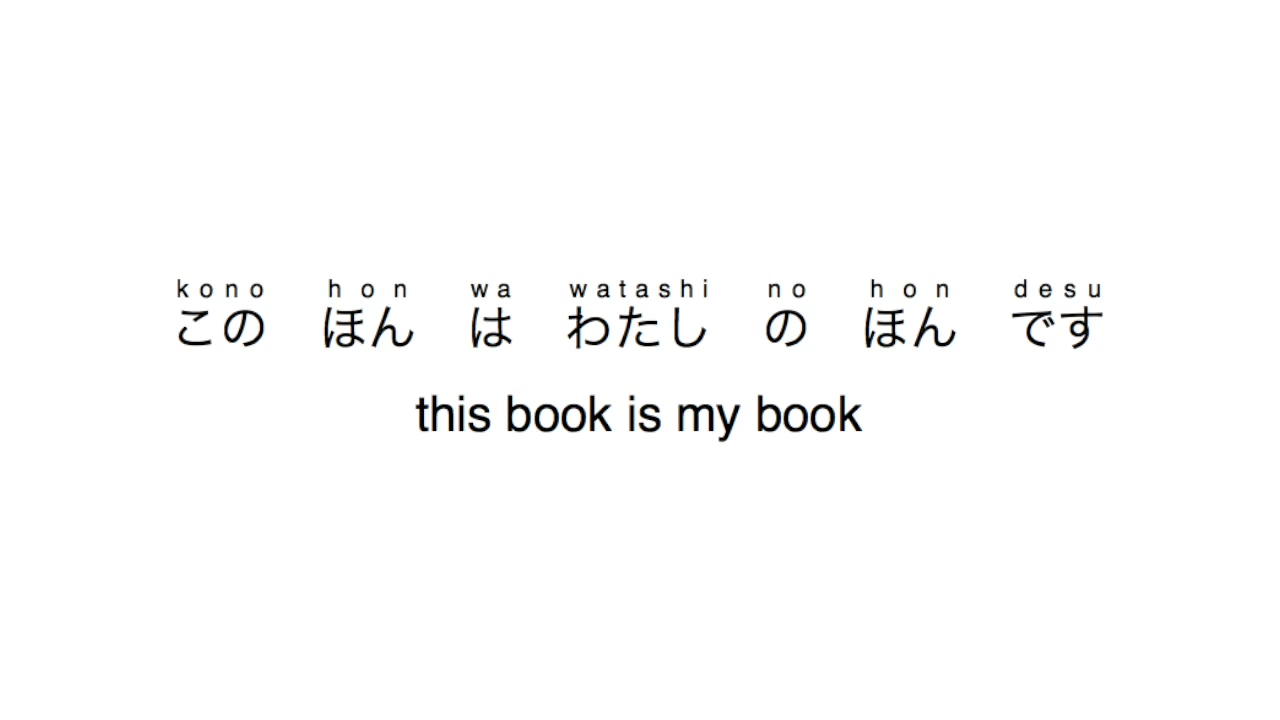 kono hon wa watashi no hon desu
この ほん は わたし の ほん です
this book is my book